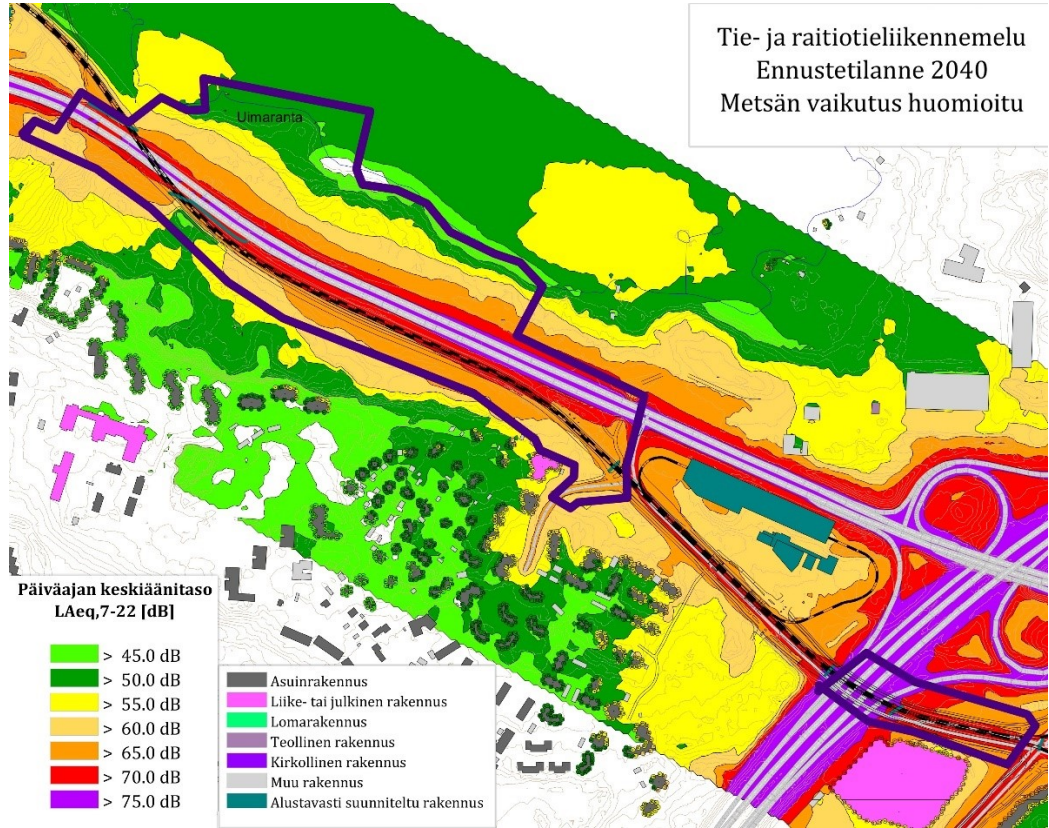 Tie- ja raitiotieliikennemelu
Ennustetilanne 2040
Metsän vaikutus huomioitu
Uimaranta
Päiväajan keskiäänitaso
LAeq,7-22 [dB]
> 45.0 dB
> 50.0 dB
> 55.0 dB
> 60.0 dB
> 65.0 dB
> 70.0 dB
> 75.0 dB
Asuinrakennus
Liike- tai julkinen rakennus
Lomarakennus
Teollinen rakennus
Kirkollinen rakennus
Muu rakennus
Alustavasti suunniteltu rakennus